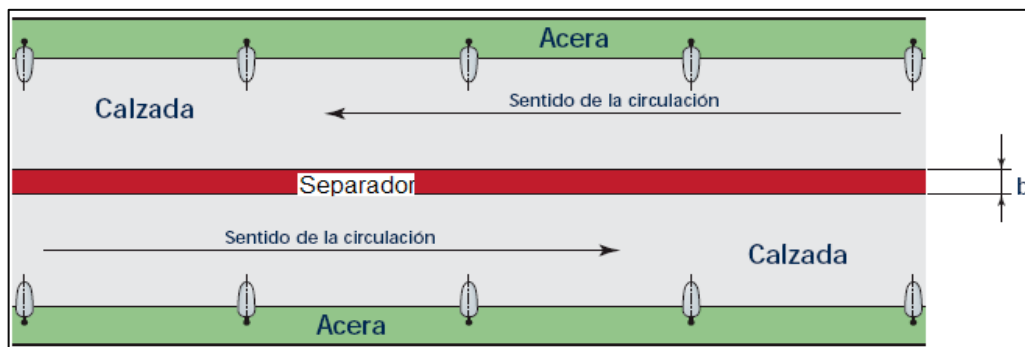 Acera
Calzada
Sentido de la circulación
Separador
b
Sentido de la circulación
Calzada
Acera